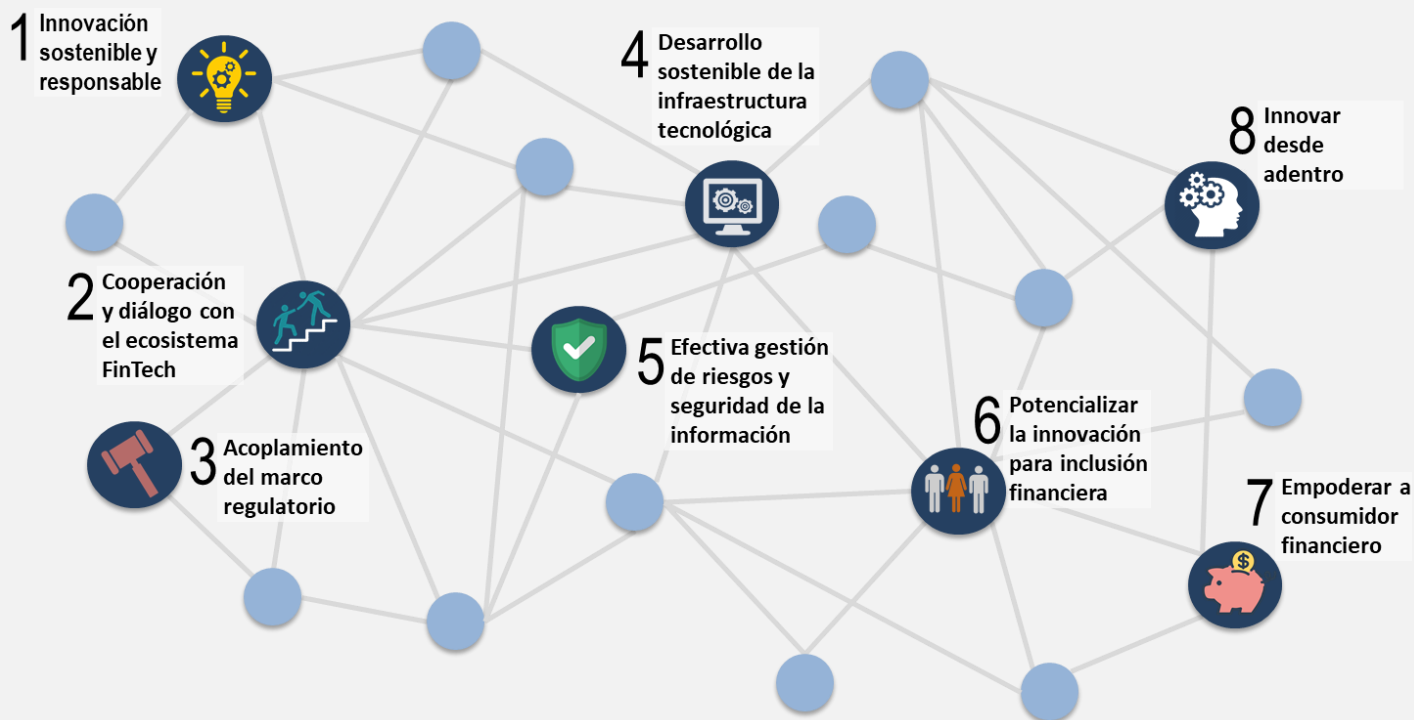 1 Innovación
sostenible y
responsable
2 Cooperación
y diálogo con
el ecosistema
FinTech
3 Acoplamiento
del marco
regulatorio
4 Desarrollo
sostenible de la
infraestructura
tecnológica
5 Efectiva gestión
de riesgos y
seguridad de la
información
6 Potencializar
la innovación
para inclusión
financiera
7 Empoderar a
consumidor
financiero
$
8 Innovar
desde
adentro